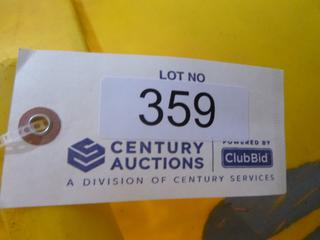 LOT NO
359
CENTURY AUCTIONS
POWERED BY
ClubBid
A DIVISION OF CENTURY SERVICES